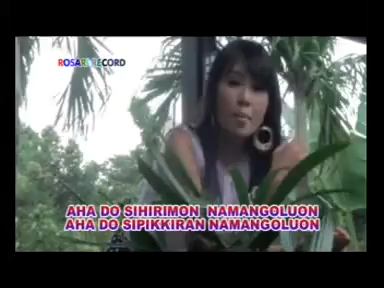 ROSARI RECORD
AHA DO SIHIRIMON NAMANGOLUON
AHA DO SIPIKKIRAN NAMANGOLUON